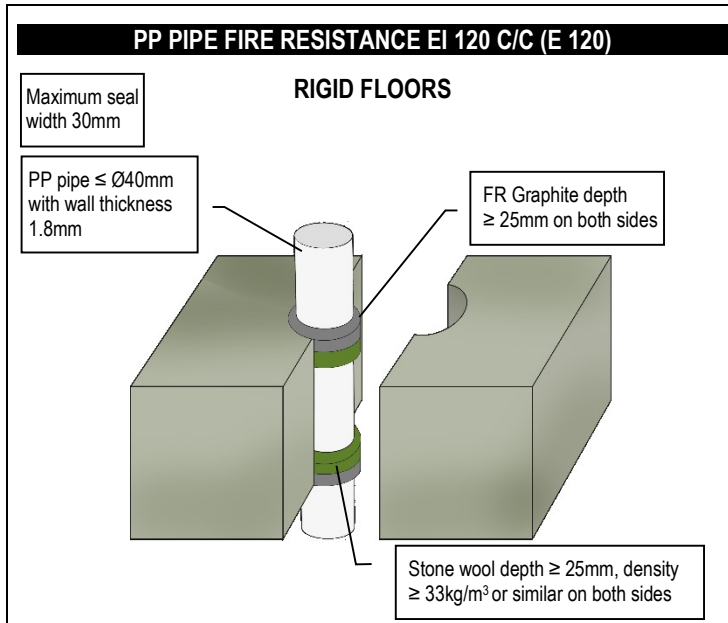 PP PIPE FIRE RESISTANCE EI 120 C/C (E 120)
RIGID FLOORS
Maximum seal
width 30mm
PP pipe ≤ Ø40mm
with wall thickness
1.8mm
FR Graphite depth
≥ 25mm on both sides
Stone wool depth ≥ 25mm, density
≥ 33kg/m³ or similar on both sides